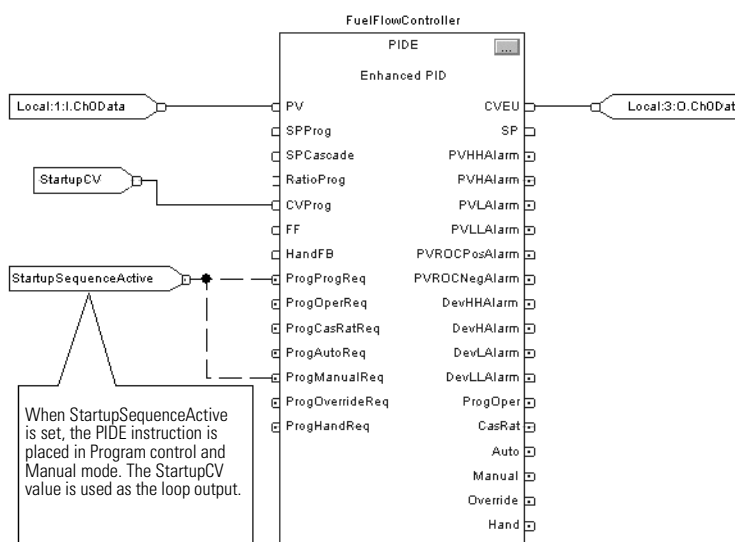 FuelFlowController
PIDE
...
Enhanced PID
Local:1:I.Ch0Data
PV
CVEU
Local:3:O.Ch0Dat
SPProg
SP
SPCascade
PVHHAlarm
StartupCV
RatioProg
PVHAlarm
CVProg
PVLAlarm
FF
PVLLAlarm
HandFB
PVROCPosAlarm
StartupSequenceActive
ProgProgReq
PVROCNegAlarm
ProgOperReq
DevHHAlarm
ProgCasRatReq
DevHAlarm
ProgAutoReq
DevLAlarm
ProgManualReq
DevLLAlarm
ProgOverrideReq
ProgOper
ProgHandReq
CasRat
Auto
Manual
Override
Hand
When StartupSequenceActive
is set, the PIDE instruction is
placed in Program control and
Manual mode. The StartupCV
value is used as the loop output.